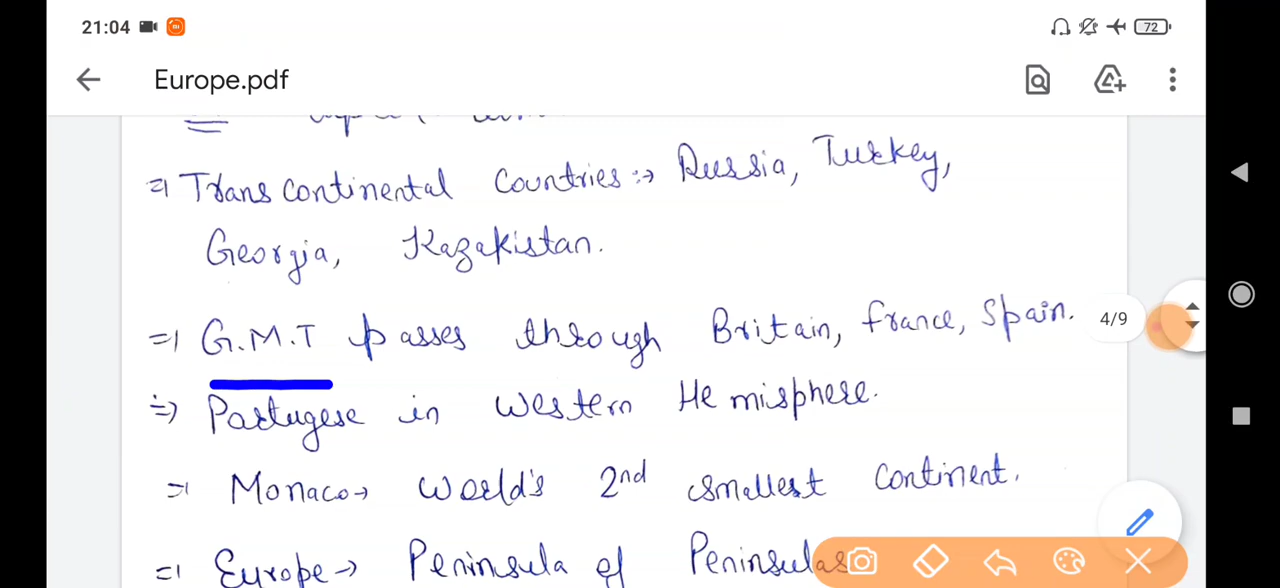 21:04
72
Europe.pdf
⇒ Trans continental Countries :→ Russia, Turkey,
Georgia, Kazakistan.
⇒ G.M.T passes through Britain, France, Spain.
4/9
⇒ Partugese in western Hemisphere.
⇒ Monaco → World's 2nd smallest continent.
⇒ Europe → Peninsula of Peninsulas